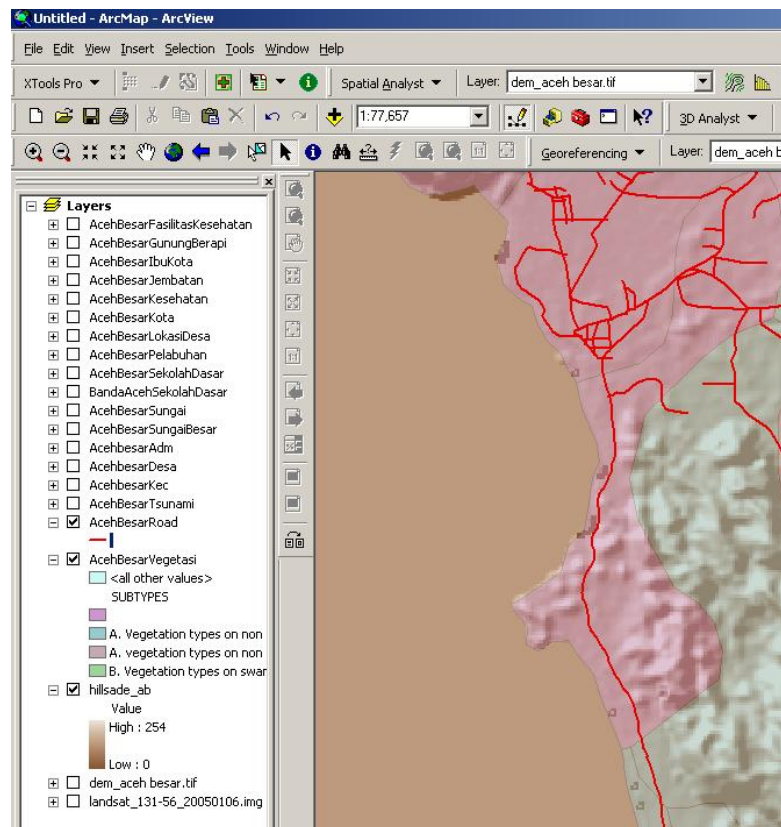 Untitled - ArcMap - ArcView
File Edit View Insert Selection Tools Window Help
XTools Pro Spatial Analyst Layer: dem_aceh besar.tif
1:77,657 3D Analyst
Georeferencing Layer: dem_aceh b
Layers
AcehBesarFasilitasKesehatan
AcehBesarGunungBerapi
AcehBesarIbuKota
AcehBesarJembatan
AcehBesarKesehatan
AcehBesarKota
AcehBesarLokasiDesa
AcehBesarPelabuhan
AcehBesarSekolahDasar
BandaAcehSekolahDasar
AcehBesarSungai
AcehBesarSungaiBesar
AcehbesarAdm
AcehbesarDesa
AcehbesarKec
AcehBesarTsunami
AcehBesarRoad
AcehBesarVegetasi
<all other values>
SUBTYPES
A. Vegetation types on non
A. vegetation types on non
B. Vegetation types on swar
hillsade_ab
Value
High : 254
Low : 0
dem_aceh besar.tif
landsat_131-56_20050106.img